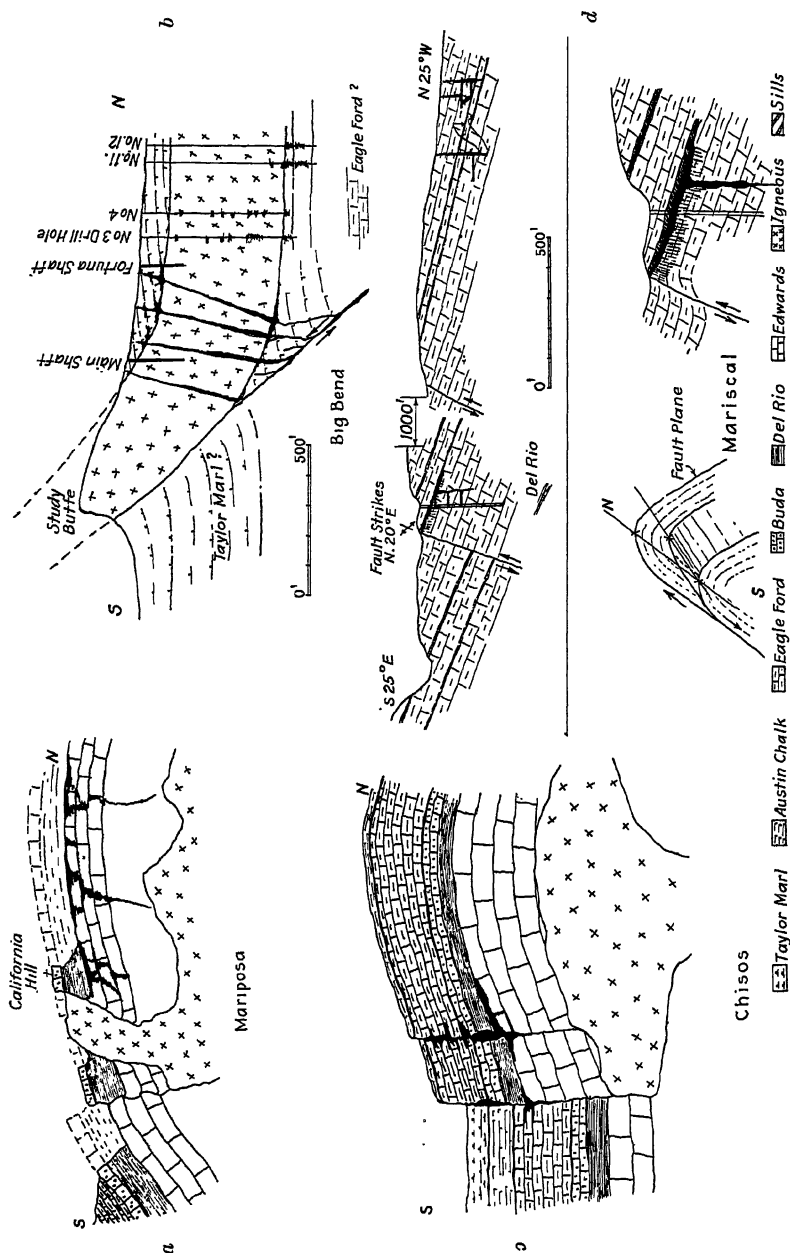 a
S
California
Hill
N
Mariposa
b
S
Study
Butte
Main Shaft
Fortuna Shaft
No.3 Drill Hole
No4
No.11.
No.12
N
Taylor Marl?
0' 500'
Big Bend
Eagle Ford ?
c
S
N
Chisos
d
S 25°E
Fault Strikes
N.20°E
1000'
N 25°W
Del Rio
0' 500'
N
S
Fault Plane
Mariscal
Taylor Marl Austin Chalk Eagle Ford Buda Del Rio Edwards Igneous Sills